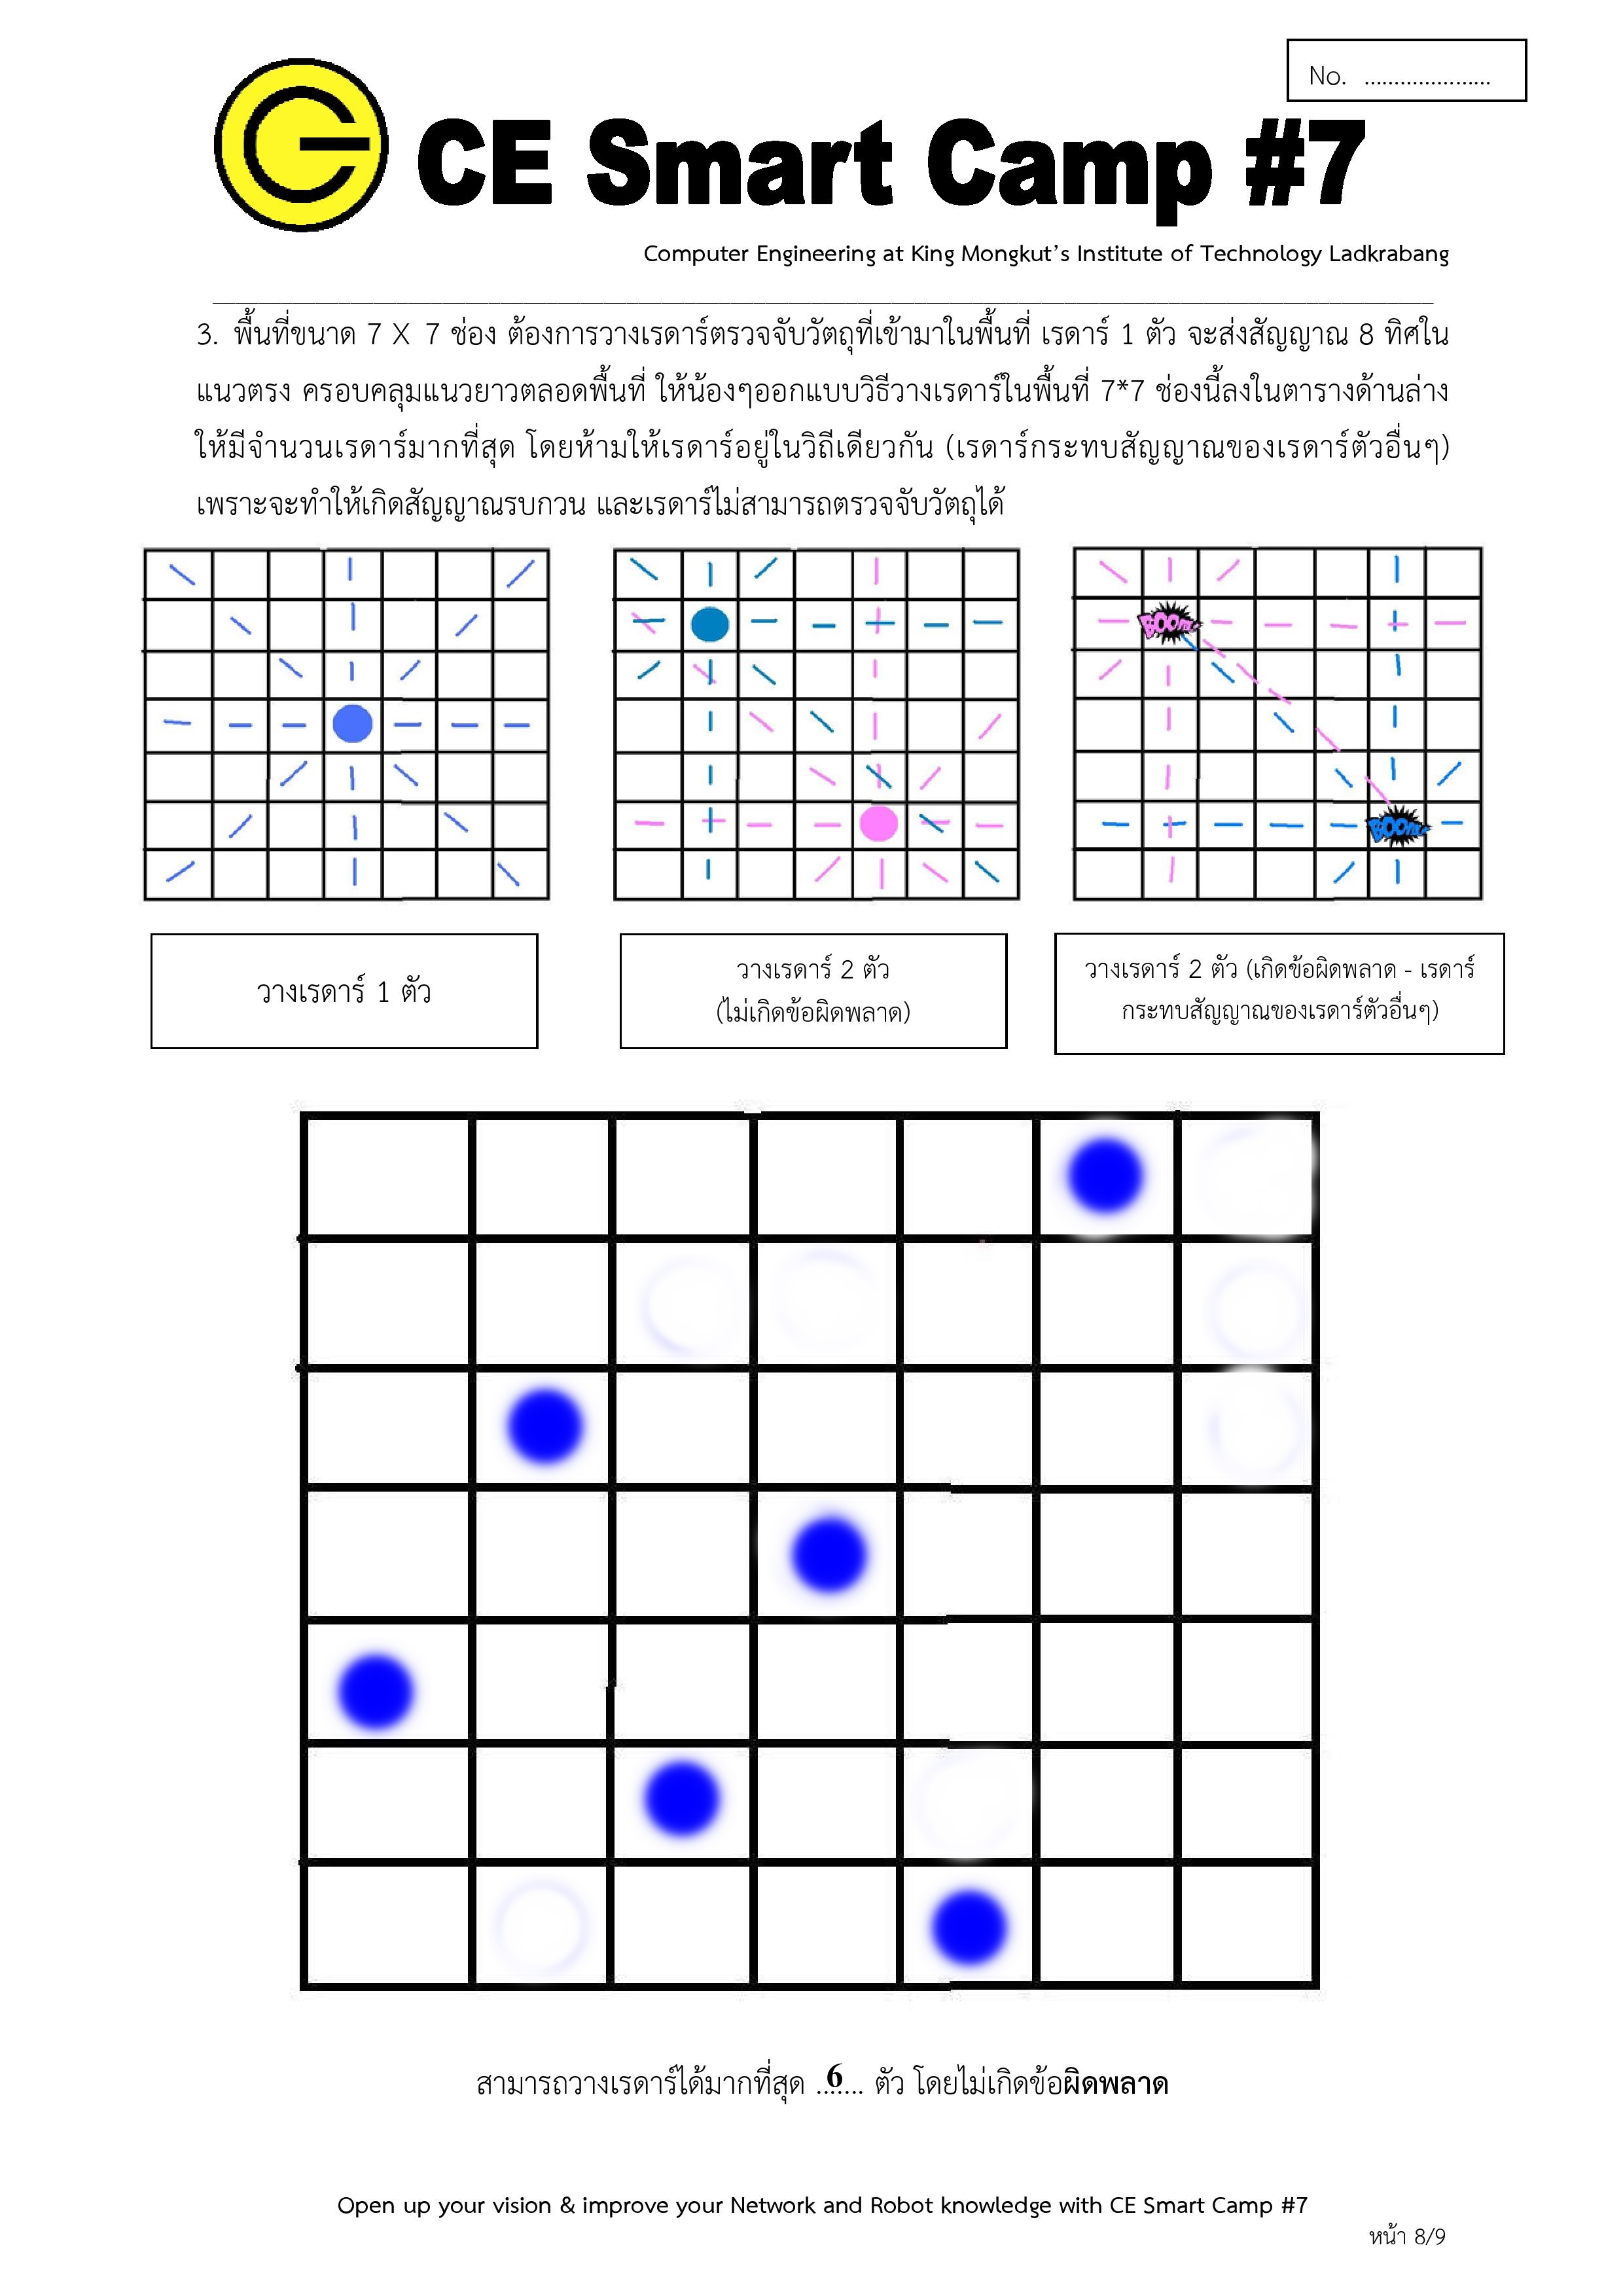 No. .....................
CE Smart Camp #7
Computer Engineering at King Mongkut's Institute of Technology Ladkrabang
3. พื้นที่ขนาด 7 X 7 ช่อง ต้องการวางเรดาร์ตรวจจับวัตถุที่เข้ามาในพื้นที่ เรดาร์ 1 ตัว จะส่งสัญญาณ 8 ทิศใน
แนวตรง ครอบคลุมแนวยาวตลอดพื้นที่ ให้น้องๆออกแบบวิธีวางเรดาร์ในพื้นที่ 7*7 ช่องนี้ลงในตารางด้านล่าง
ให้มีจำนวนเรดาร์มากที่สุด โดยห้ามให้เรดาร์อยู่ในวิถีเดียวกัน (เรดาร์กระทบสัญญาณของเรดาร์ตัวอื่นๆ)
เพราะจะทำให้เกิดสัญญาณรบกวน และเรดาร์ไม่สามารถตรวจจับวัตถุได้
BOOM
BOOM
วางเรดาร์ 1 ตัว
วางเรดาร์ 2 ตัว
(ไม่เกิดข้อผิดพลาด)
วางเรดาร์ 2 ตัว (เกิดข้อผิดพลาด - เรดาร์
กระทบสัญญาณของเรดาร์ตัวอื่นๆ)
สามารถวางเรดาร์ได้มากที่สุด ...6... ตัว โดยไม่เกิดข้อผิดพลาด
Open up your vision & improve your Network and Robot knowledge with CE Smart Camp #7
หน้า 8/9